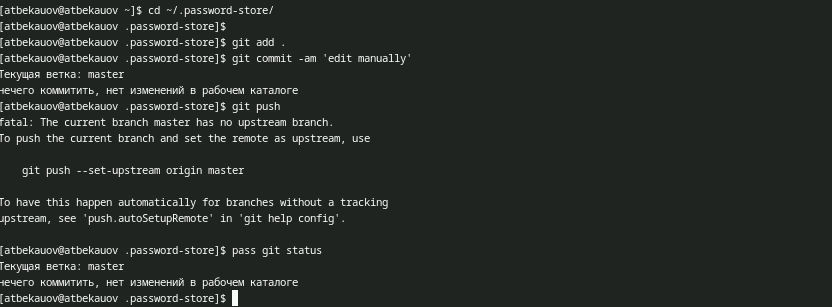 [atbekauov@atbekauov ~]$ cd ~/.password-store/
[atbekauov@atbekauov .password-store]$
[atbekauov@atbekauov .password-store]$ git add .
[atbekauov@atbekauov .password-store]$ git commit -am 'edit manually'
Текущая ветка: master
нечего коммитить, нет изменений в рабочем каталоге
[atbekauov@atbekauov .password-store]$ git push
fatal: The current branch master has no upstream branch.
To push the current branch and set the remote as upstream, use
git push --set-upstream origin master
To have this happen automatically for branches without a tracking
upstream, see 'push.autoSetupRemote' in 'git help config'.
[atbekauov@atbekauov .password-store]$ pass git status
Текущая ветка: master
нечего коммитить, нет изменений в рабочем каталоге
[atbekauov@atbekauov .password-store]$